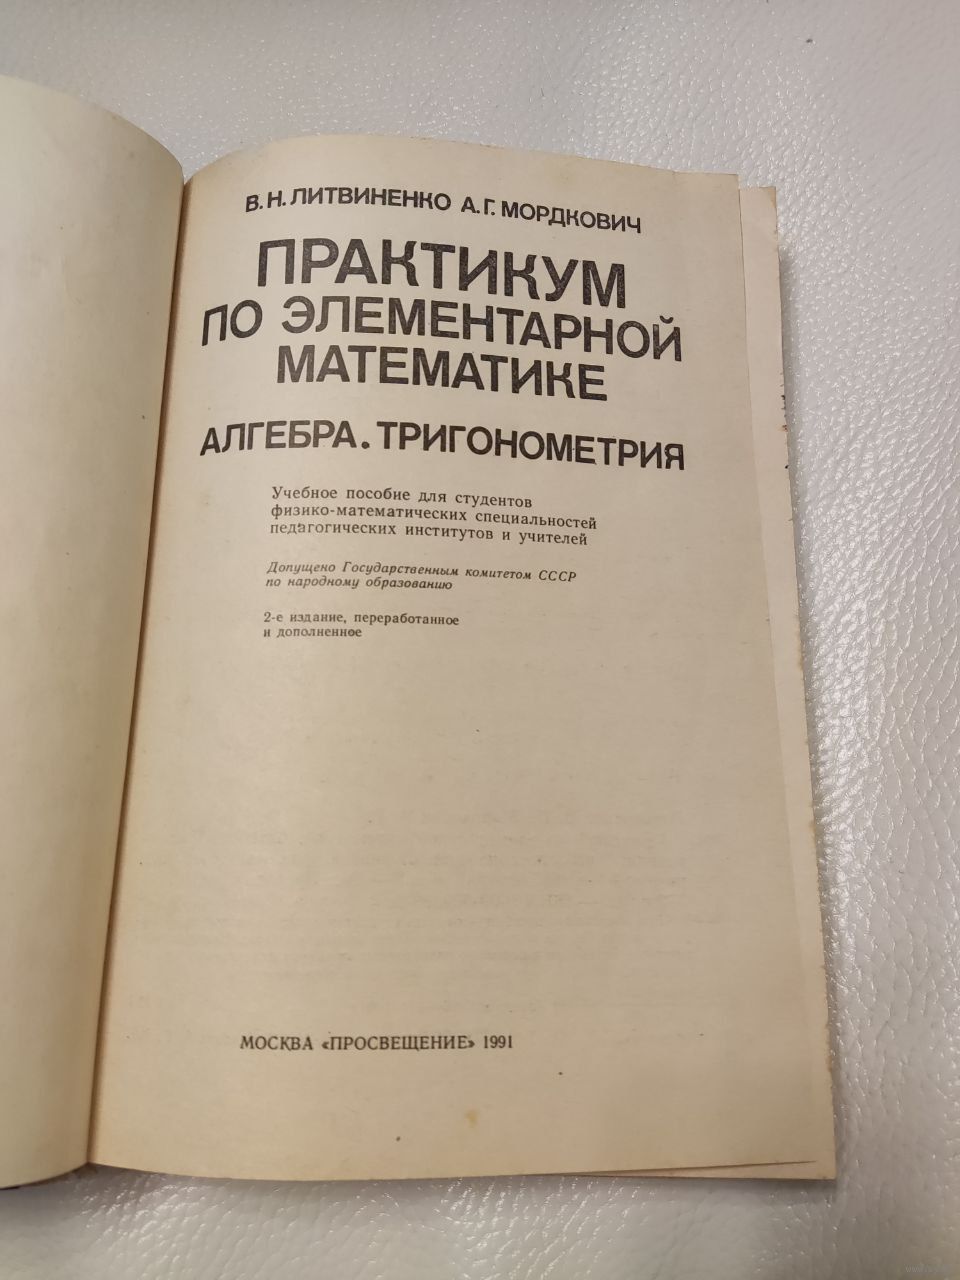 В. Н. ЛИТВИНЕНКО А. Г. МОРДКОВИЧ
ПРАКТИКУМ
ПО ЭЛЕМЕНТАРНОЙ
МАТЕМАТИКЕ
АЛГЕБРА. ТРИГОНОМЕТРИЯ
Учебное пособие для студентов
физико-математических специальностей
педагогических институтов и учителей
Допущено Государственным комитетом СССР
по народному образованию
2-е издание, переработанное
и дополненное
МОСКВА «ПРОСВЕЩЕНИЕ» 1991